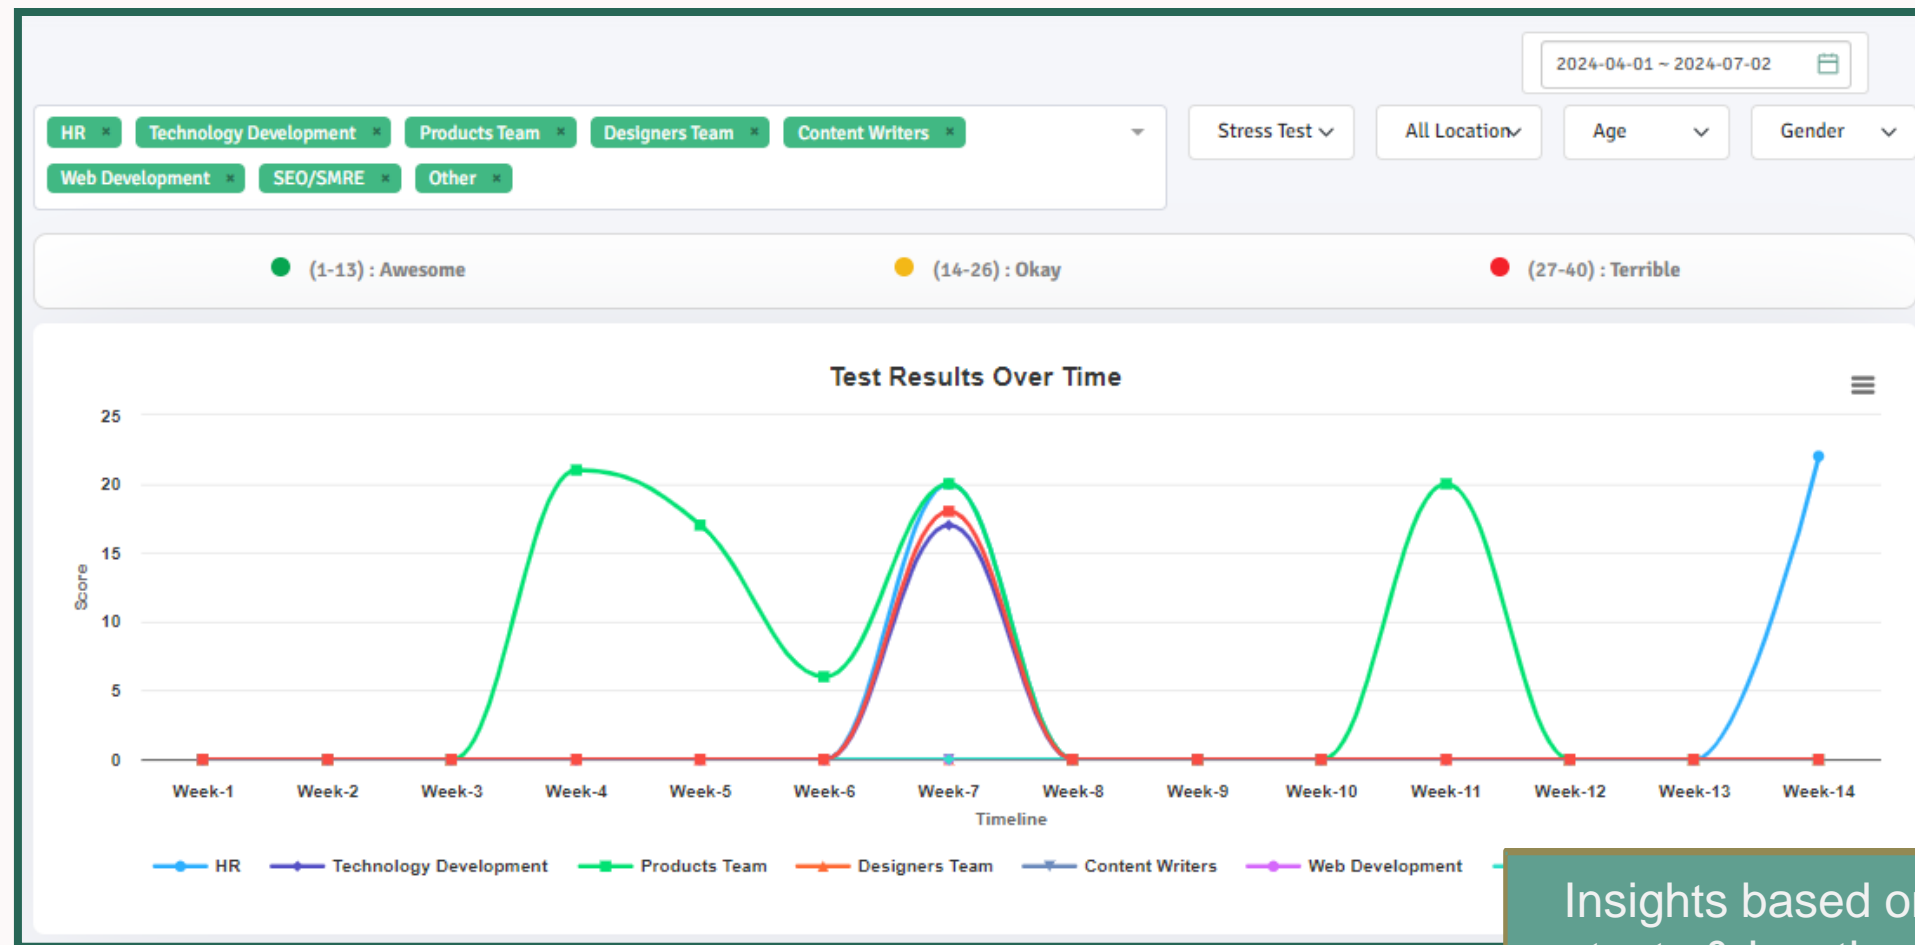 2024-04-01 ~ 2024-07-02
HR × Technology Development × Products Team × Designers Team × Content Writers ×
Web Development × SEO/SMRE × Other ×
Stress Test
All Location
Age
Gender
(1-13) : Awesome
(14-26) : Okay
(27-40) : Terrible
Test Results Over Time
25
20
15
10
5
0
Score
Week-1 Week-2 Week-3 Week-4 Week-5 Week-6 Week-7 Week-8 Week-9 Week-10 Week-11 Week-12 Week-13 Week-14
Timeline
HR Technology Development Products Team Designers Team Content Writers Web Development
Insights based